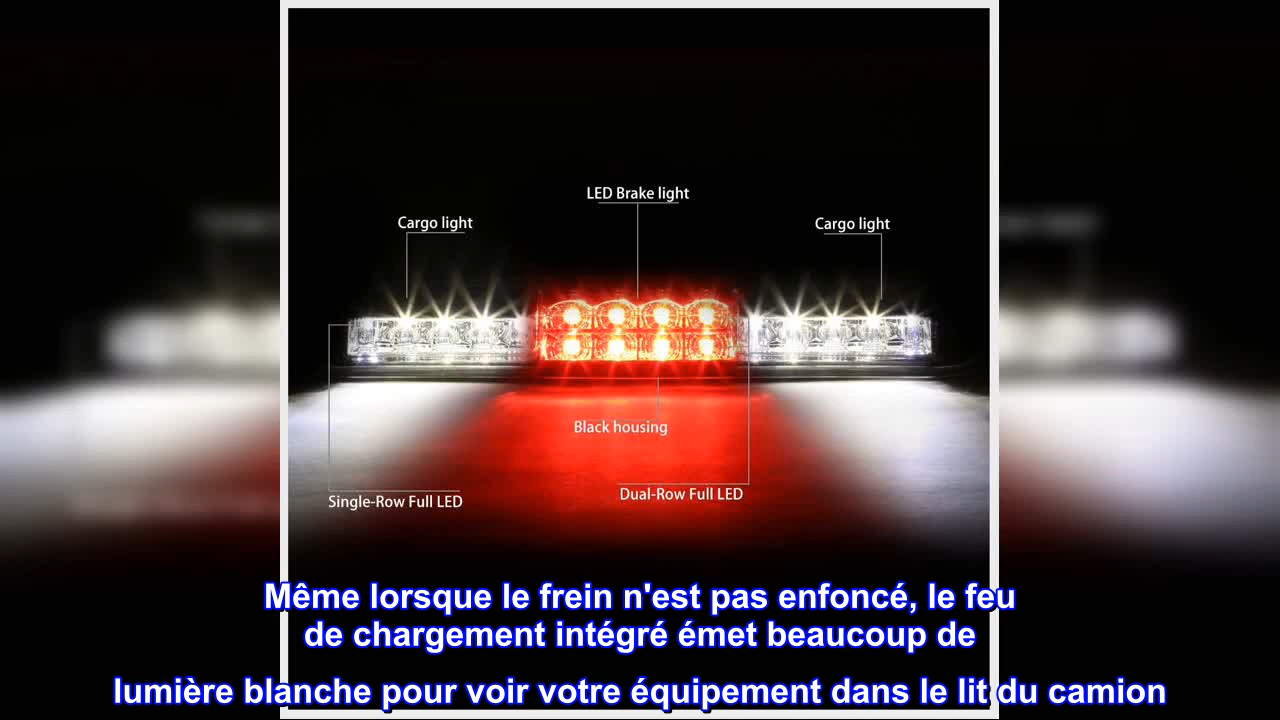 LED Brake light
Cargo light
Cargo light
Black housing
Single-Row Full LED
Dual-Row Full LED
Même lorsque le frein n'est pas enfoncé, le feu
de chargement intégré émet beaucoup de
lumière blanche pour voir votre équipement dans le lit du camion